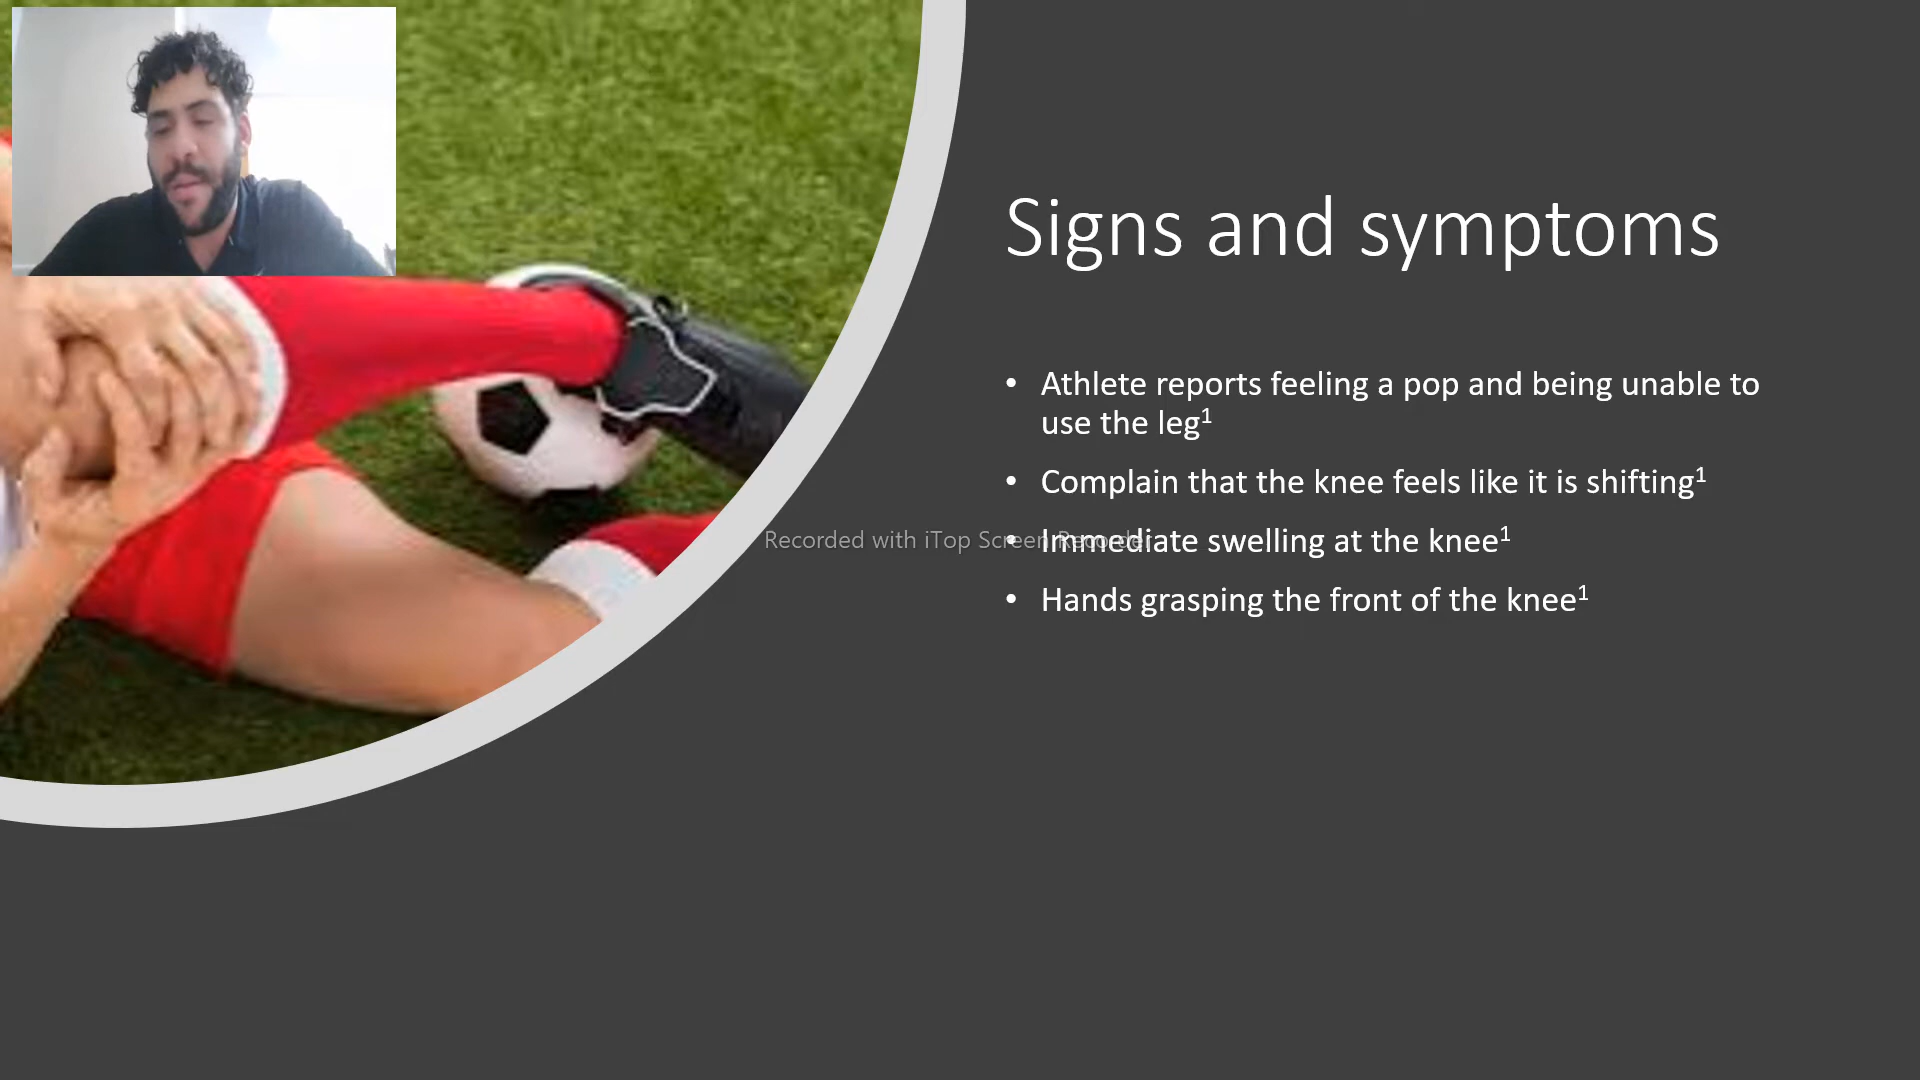 Signs and symptoms
• Athlete reports feeling a pop and being unable to
use the leg¹
• Complain that the knee feels like it is shifting¹
Recorded with iTop Screen Recorder
• Immediate swelling at the knee¹
• Hands grasping the front of the knee¹